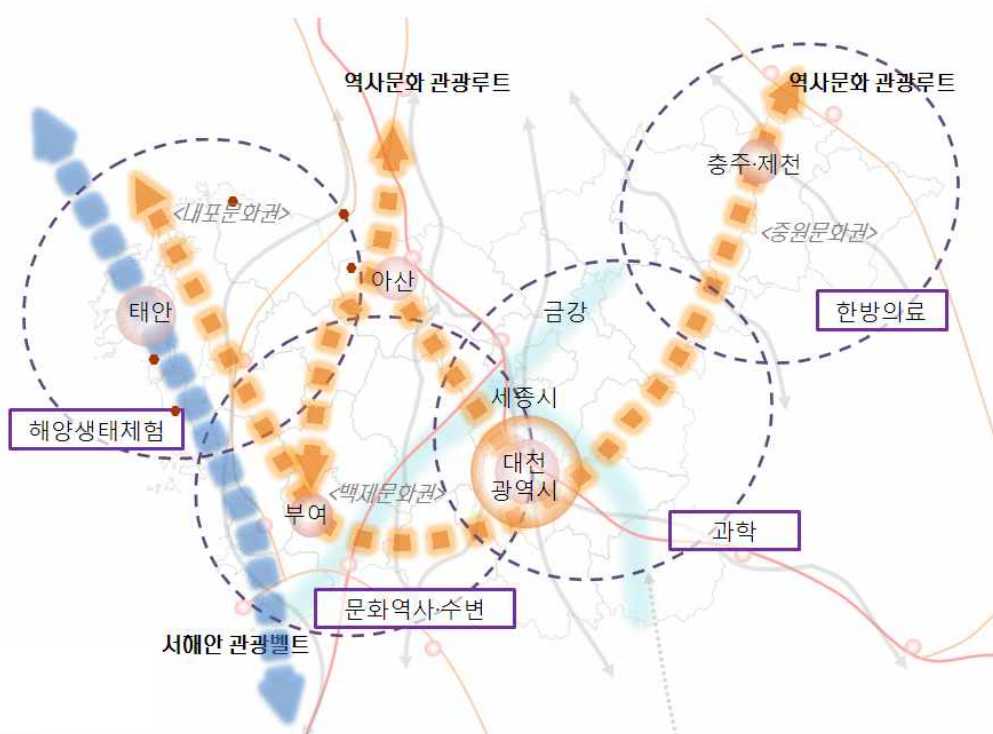 역사문화 관광루트
역사문화 관광루트
충주·제천
<내포문화권>
<중원문화권>
아산
태안
금강
한방의료
세종시
해양생태체험
대전
광역시
<백제문화권>
부여
과학
문화역사·수변
서해안 관광벨트